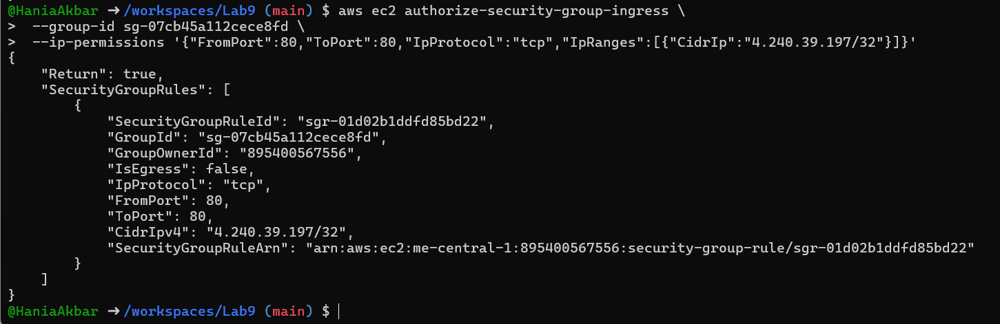 @HaniaAkbar ➜ /workspaces/Lab9 (main) $ aws ec2 authorize-security-group-ingress \
>  --group-id sg-07cb45a112cece8fd \
>  --ip-permissions '{"FromPort":80,"ToPort":80,"IpProtocol":"tcp","IpRanges":[{"CidrIp":"4.240.39.197/32"}]}'
{
    "Return": true,
    "SecurityGroupRules": [
        {
            "SecurityGroupRuleId": "sgr-01d02b1ddfd85bd22",
            "GroupId": "sg-07cb45a112cece8fd",
            "GroupOwnerId": "895400567556",
            "IsEgress": false,
            "IpProtocol": "tcp",
            "FromPort": 80,
            "ToPort": 80,
            "CidrIpv4": "4.240.39.197/32",
            "SecurityGroupRuleArn": "arn:aws:ec2:me-central-1:895400567556:security-group-rule/sgr-01d02b1ddfd85bd22"
        }
    ]
}
@HaniaAkbar ➜ /workspaces/Lab9 (main) $